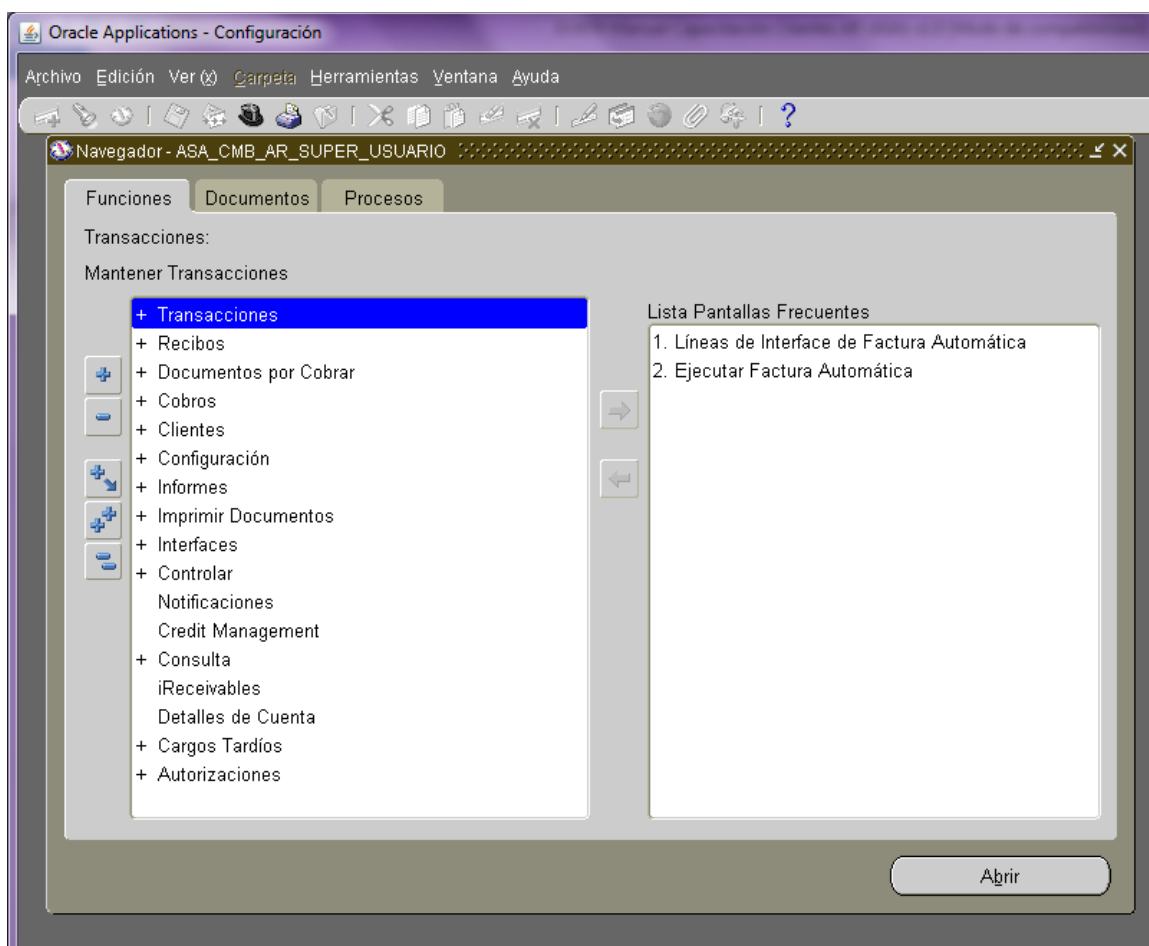 Oracle Applications - Configuración
Archivo Edición Ver (x) Carpeta Herramientas Ventana Ayuda
Navegador - ASA_CMB_AR_SUPER_USUARIO
Funciones Documentos Procesos
Transacciones:
Mantener Transacciones
+ Transacciones
+ Recibos
+ Documentos por Cobrar
+ Cobros
+ Clientes
+ Configuración
+ Informes
+ Imprimir Documentos
+ Interfaces
+ Controlar
Notificaciones
Credit Management
+ Consulta
iReceivables
Detalles de Cuenta
+ Cargos Tardíos
+ Autorizaciones
Lista Pantallas Frecuentes
1. Líneas de Interface de Factura Automática
2. Ejecutar Factura Automática
Abrir